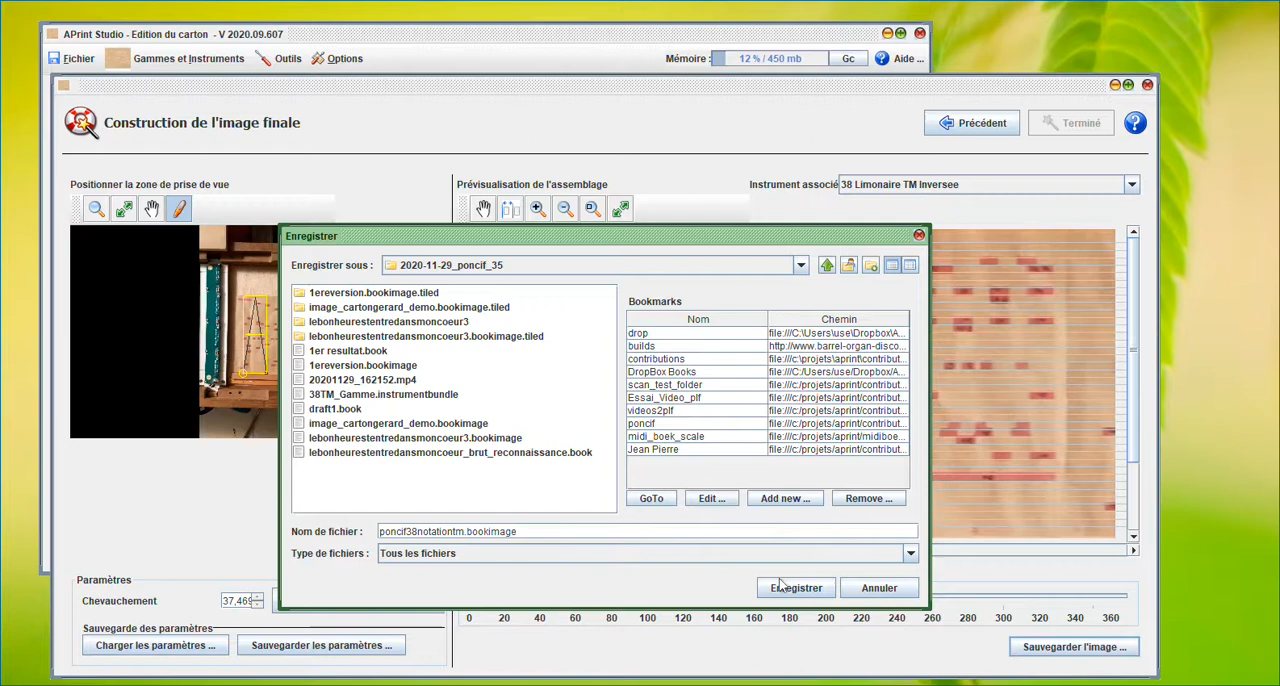 APrint Studio - Edition du carton - V 2020.09.607
Fichier Gammes et Instruments Outils Options Mémoire : 12 % / 450 mb Gc Aide ...
Construction de l'image finale Précédent Terminé ?
Positionner la zone de prise de vue Prévisualisation de l'assemblage Instrument associé 38 Limonaire TM Inversee
Enregistrer
Enregistrer sous : 2020-11-29_poncif_35
1ereversion.bookimage.tiled
image_cartongerard_demo.bookimage.tiled
lebonheurestentredansmoncoeur3
lebonheurestentredansmoncoeur3.bookimage.tiled
1er resultat.book
1ereversion.bookimage
20201129_162152.mp4
38TM_Gamme.instrumentbundle
draft1.book
image_cartongerard_demo.bookimage
lebonheurestentredansmoncoeur3.bookimage
lebonheurestentredansmoncoeur_brut_reconnaissance.book
Bookmarks
Nom Chemin
drop file:///C:\Users\use\Dropbox\A...
builds http://www.barrel-organ-disco...
contributions file:///c:\projets\aprint\contribut...
DropBox Books file:///C:/Users/use/Dropbox/A...
scan_test_folder file:///c:\projets\aprint\contribut...
Essai_Video_plf file:///c:\projets\aprint\contribut...
videos2plf file:///c:\projets\aprint\contribut...
poncif file:///c:/projets/aprint/contribut...
midi_boek_scale file:///c:/projets/aprint/midiboe...
Jean Pierre file:///c:/projets/aprint/contribut...
GoTo Edit ... Add new ... Remove ...
Nom de fichier : poncif38notationtm.bookimage
Type de fichiers : Tous les fichiers
Enregistrer Annuler
Paramètres
Chevauchement 37,469
0 20 40 60 80 100 120 140 160 180 200 220 240 260 280 300 320 340 360
Sauvegarde des paramètres
Charger les paramètres ... Sauvegarder les paramètres ... Sauvegarder l'image ...